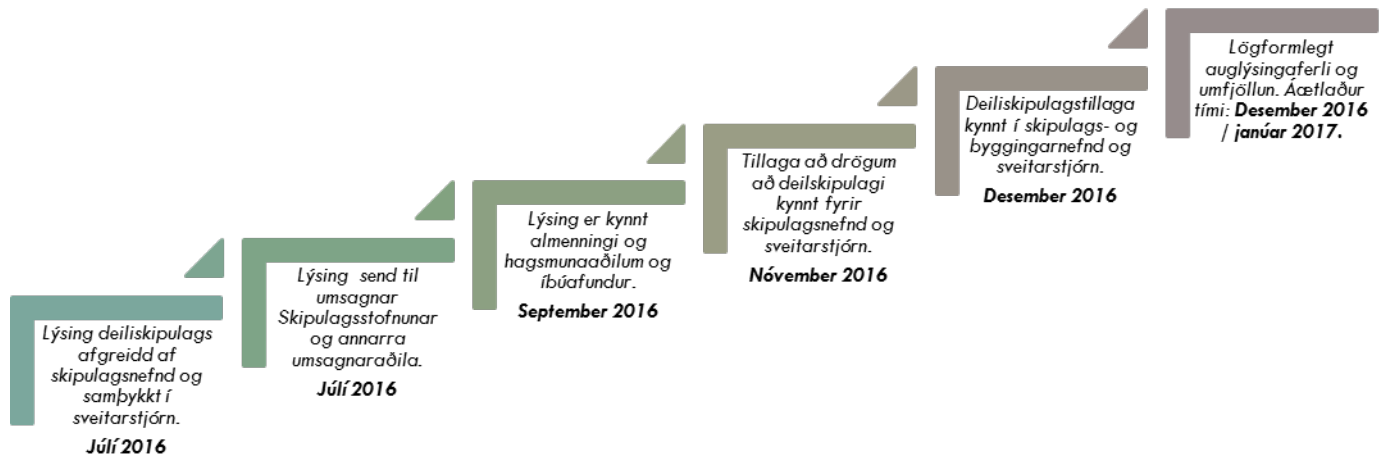 Lýsing deiliskipulags
afgreidd af
skipulagsnefnd og
samþykkt í
sveitarstjórn.
Júlí 2016
Lýsing send til
umsagnar
Skipulagsstofnunar
og annarra
umsagnaraðila.
Júlí 2016
Lýsing er kynnt
almenningi og
hagsmunaaðilum og
íbúafundur.
September 2016
Tillaga að drögum
að deilskipulagi
kynnt fyrir
skipulagsnefnd og
sveitarstjórn.
Nóvember 2016
Deiliskipulagstillaga
kynnt í skipulags- og
byggingarnefnd og
sveitarstjórn.
Desember 2016
Lögformlegt
auglýsingaferli og
umfjöllun. Áætlaður
tími: Desember 2016
/ janúar 2017.